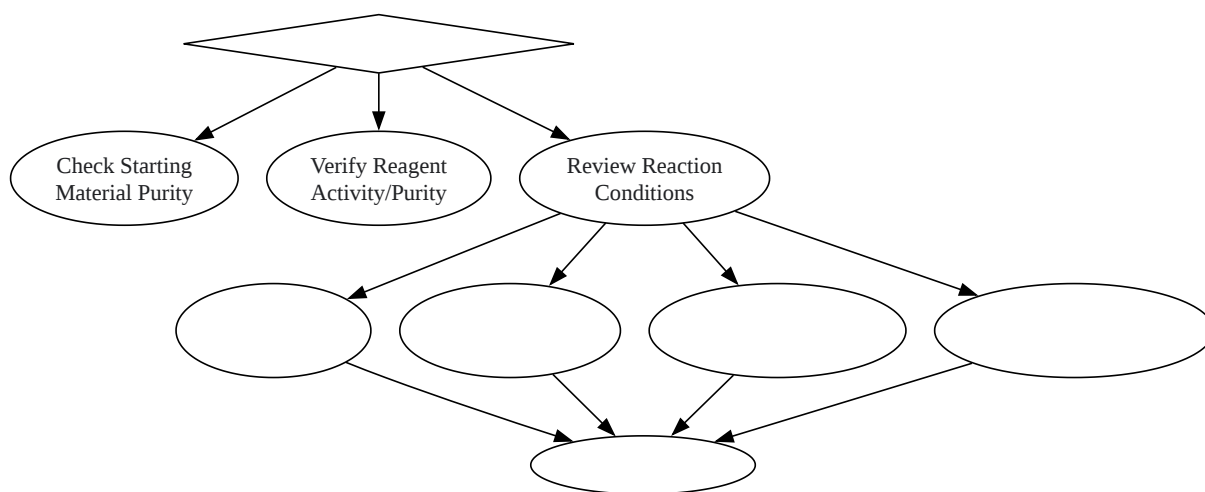 Check Starting
Material Purity
Verify Reagent
Activity/Purity
Review Reaction
Conditions